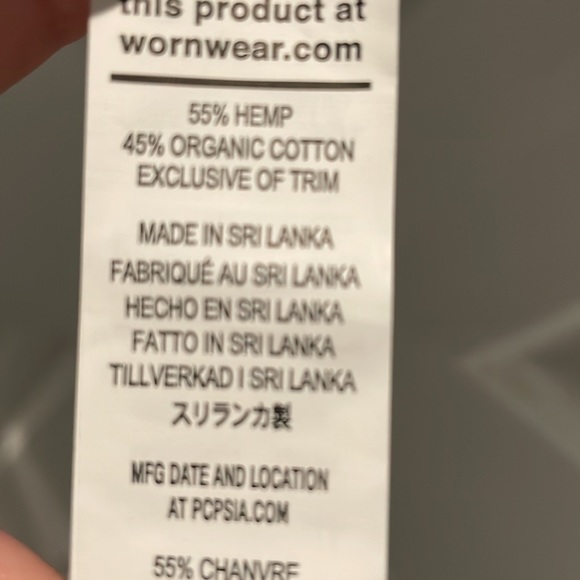 this product at
wornwear.com
55% HEMP
45% ORGANIC COTTON
EXCLUSIVE OF TRIM
MADE IN SRI LANKA
FABRIQUÉ AU SRI LANKA
HECHO EN SRI LANKA
FATTO IN SRI LANKA
TILLVERKAD I SRI LANKA
スリランカ製
MFG DATE AND LOCATION
AT PCPSIA.COM
55% CHANVRE